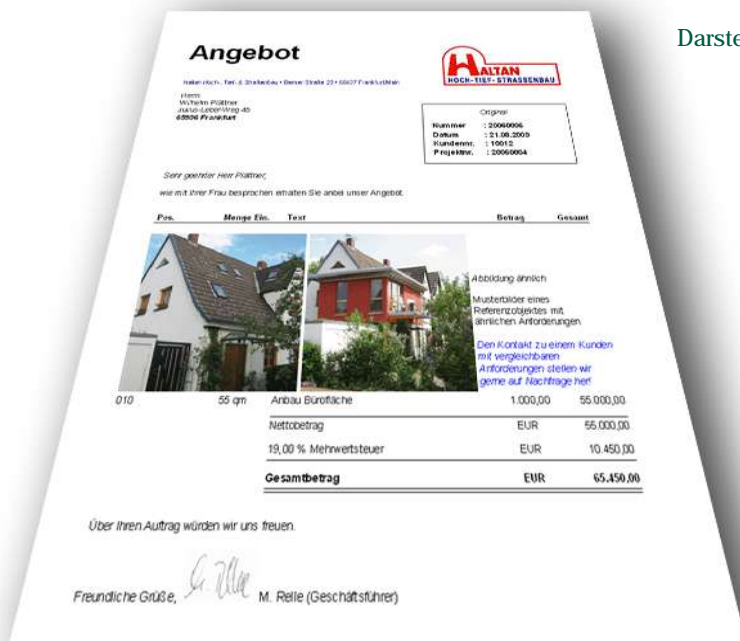 Darste
Angebot
HALTAN
HOCH-TIEF-STRASSENBAU
Herrn
Wilhelm Plättner
65936 Frankfurt
Original
Nummer : 20060006
Datum : 21.08.2009
Kundennr. : 10012
Projektnr. : 20060004
Sehr geehrter Herr Plättner,
wie mit Ihrer Frau besprochen erhalten Sie anbei unser Angebot.
Pos. Menge Ein. Text Betrag Gesamt
Abbildung ähnlich
Musterbilder eines
Referenzobjektes mit
ähnlichen Anforderungen
Den Kontakt zu einem Kunden
mit vergleichbaren
Anforderungen stellen wir
gerne auf Nachfrage her!
010 55 qm Anbau Bürofläche 1.000,00 55.000,00
Nettobetrag EUR 55.000,00
19,00 % Mehrwertsteuer EUR 10.450,00
Gesamtbetrag EUR 65.450,00
Über Ihren Auftrag würden wir uns freuen.
Freundliche Grüße, M. Relle (Geschäftsführer)